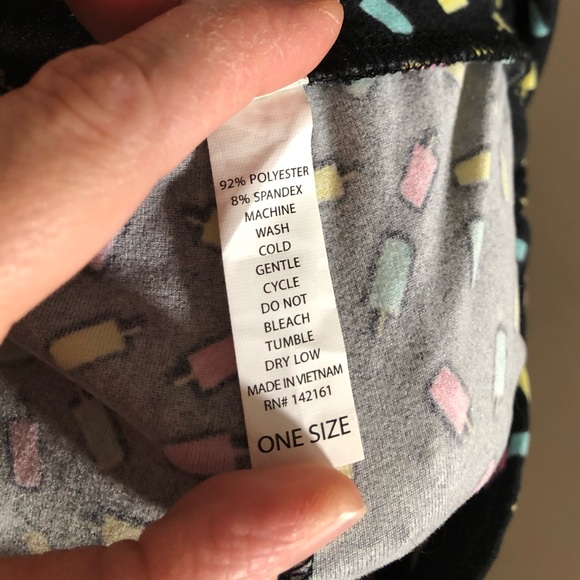 92% POLYESTER
8% SPANDEX
MACHINE
WASH
COLD
GENTLE
CYCLE
DO NOT
BLEACH
TUMBLE
DRY LOW
MADE IN VIETNAM
RN# 142161
ONE SIZE